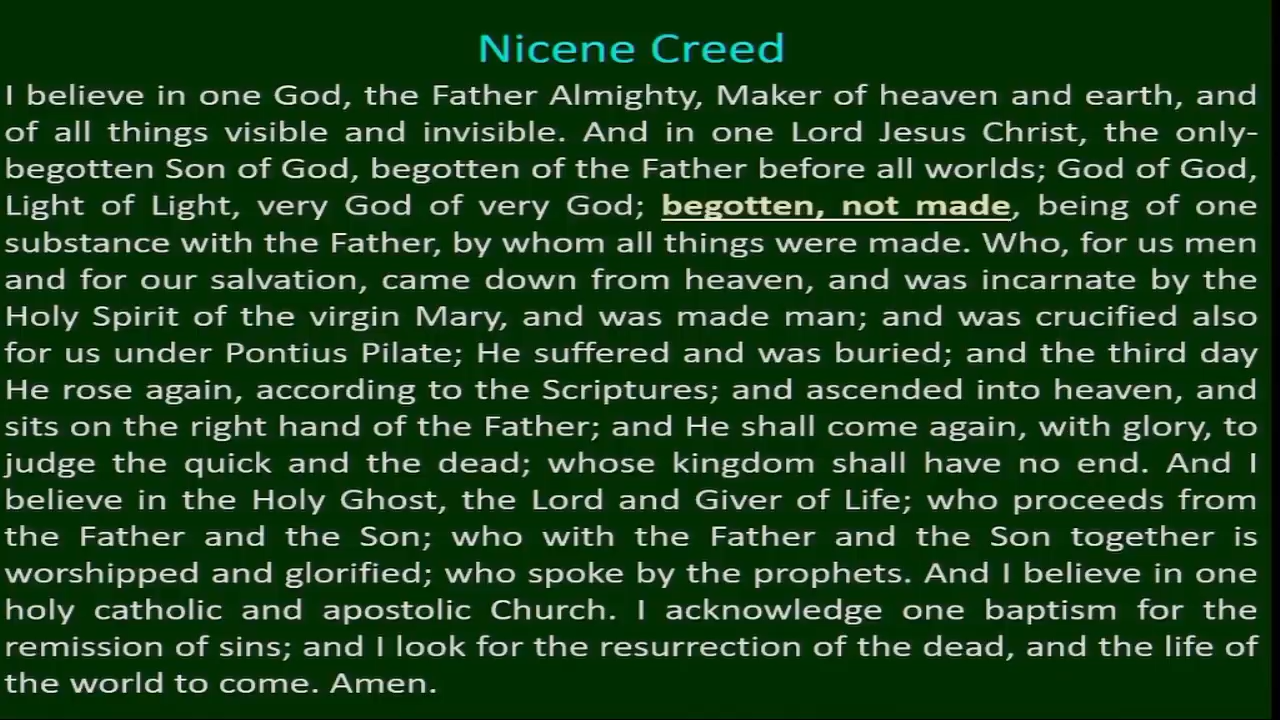 Nicene Creed
I believe in one God, the Father Almighty, Maker of heaven and earth, and
of all things visible and invisible. And in one Lord Jesus Christ, the only-
begotten Son of God, begotten of the Father before all worlds; God of God,
Light of Light, very God of very God; begotten, not made, being of one
substance with the Father, by whom all things were made. Who, for us men
and for our salvation, came down from heaven, and was incarnate by the
Holy Spirit of the virgin Mary, and was made man; and was crucified also
for us under Pontius Pilate; He suffered and was buried; and the third day
He rose again, according to the Scriptures; and ascended into heaven, and
sits on the right hand of the Father; and He shall come again, with glory, to
judge the quick and the dead; whose kingdom shall have no end. And I
believe in the Holy Ghost, the Lord and Giver of Life; who proceeds from
the Father and the Son; who with the Father and the Son together is
worshipped and glorified; who spoke by the prophets. And I believe in one
holy catholic and apostolic Church. I acknowledge one baptism for the
remission of sins; and I look for the resurrection of the dead, and the life of
the world to come. Amen.